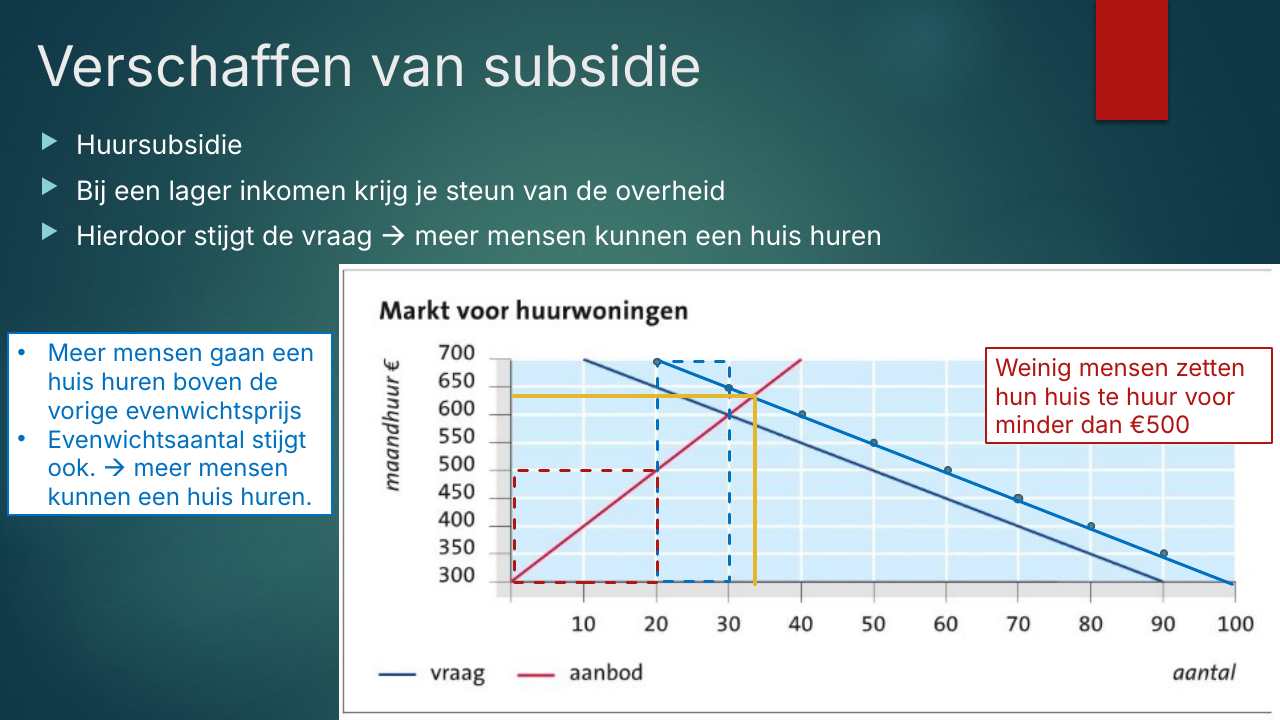 Verschaffen van subsidie
Huursubsidie
Bij een lager inkomen krijg je steun van de overheid
Hierdoor stijgt de vraag → meer mensen kunnen een huis huren
• Meer mensen gaan een
huis huren boven de
vorige evenwichtsprijs
• Evenwichtsaantal stijgt
ook. → meer mensen
kunnen een huis huren.
Markt voor huurwoningen
maandhuur €
700
650
600
550
500
450
400
350
300
Weinig mensen zetten
hun huis te huur voor
minder dan €500
10 20 30 40 50 60 70 80 90 100
vraag aanbod aantal